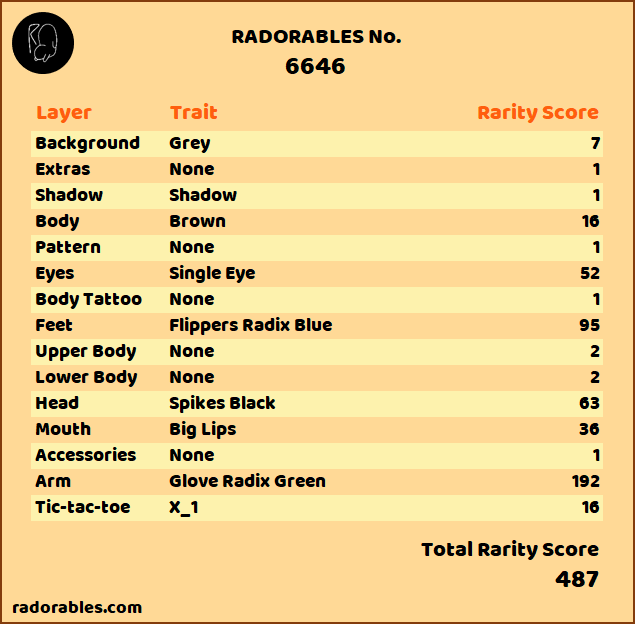 RADORABLES No.
6646
Layer Trait Rarity Score
Background Grey 7
Extras None 1
Shadow Shadow 1
Body Brown 16
Pattern None 1
Eyes Single Eye 52
Body Tattoo None 1
Feet Flippers Radix Blue 95
Upper Body None 2
Lower Body None 2
Head Spikes Black 63
Mouth Big Lips 36
Accessories None 1
Arm Glove Radix Green 192
Tic-tac-toe X_1 16
Total Rarity Score
487
radorables.com